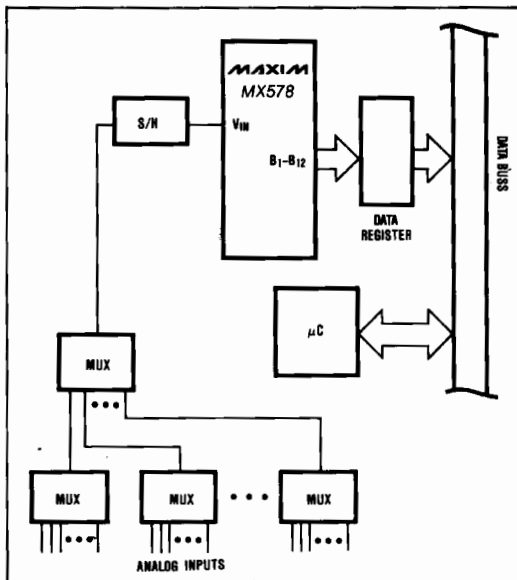 MAXIM
MX578
S/H
VIN
B1–B12
DATA BUSS
DATA
REGISTER
μC
MUX
MUX
MUX
MUX
ANALOG INPUTS